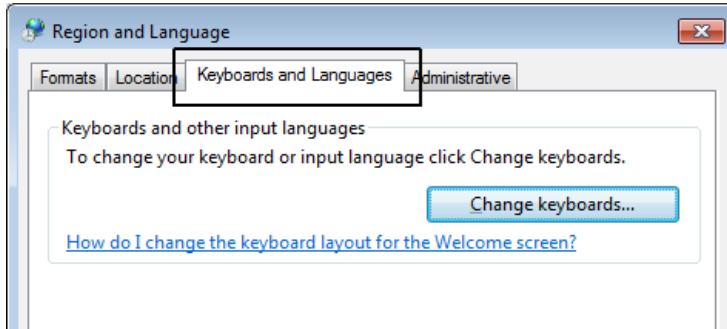 Region and Language
Formats Location Keyboards and Languages Administrative
Keyboards and other input languages
To change your keyboard or input language click Change keyboards.
Change keyboards...
How do I change the keyboard layout for the Welcome screen?